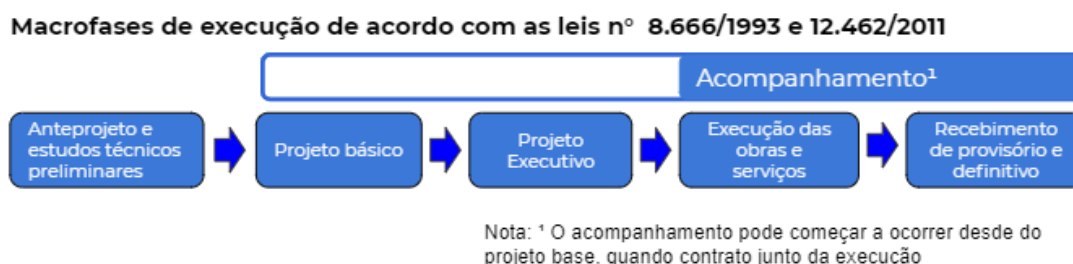 Macrofases de execução de acordo com as leis n° 8.666/1993 e 12.462/2011
Acompanhamento¹
Anteprojeto e
estudos técnicos
preliminares
Projeto básico
Projeto
Executivo
Execução das
obras e
serviços
Recebimento
de provisório e
definitivo
Nota: ¹ O acompanhamento pode começar a ocorrer desde do
projeto base, quando contrato junto da execução